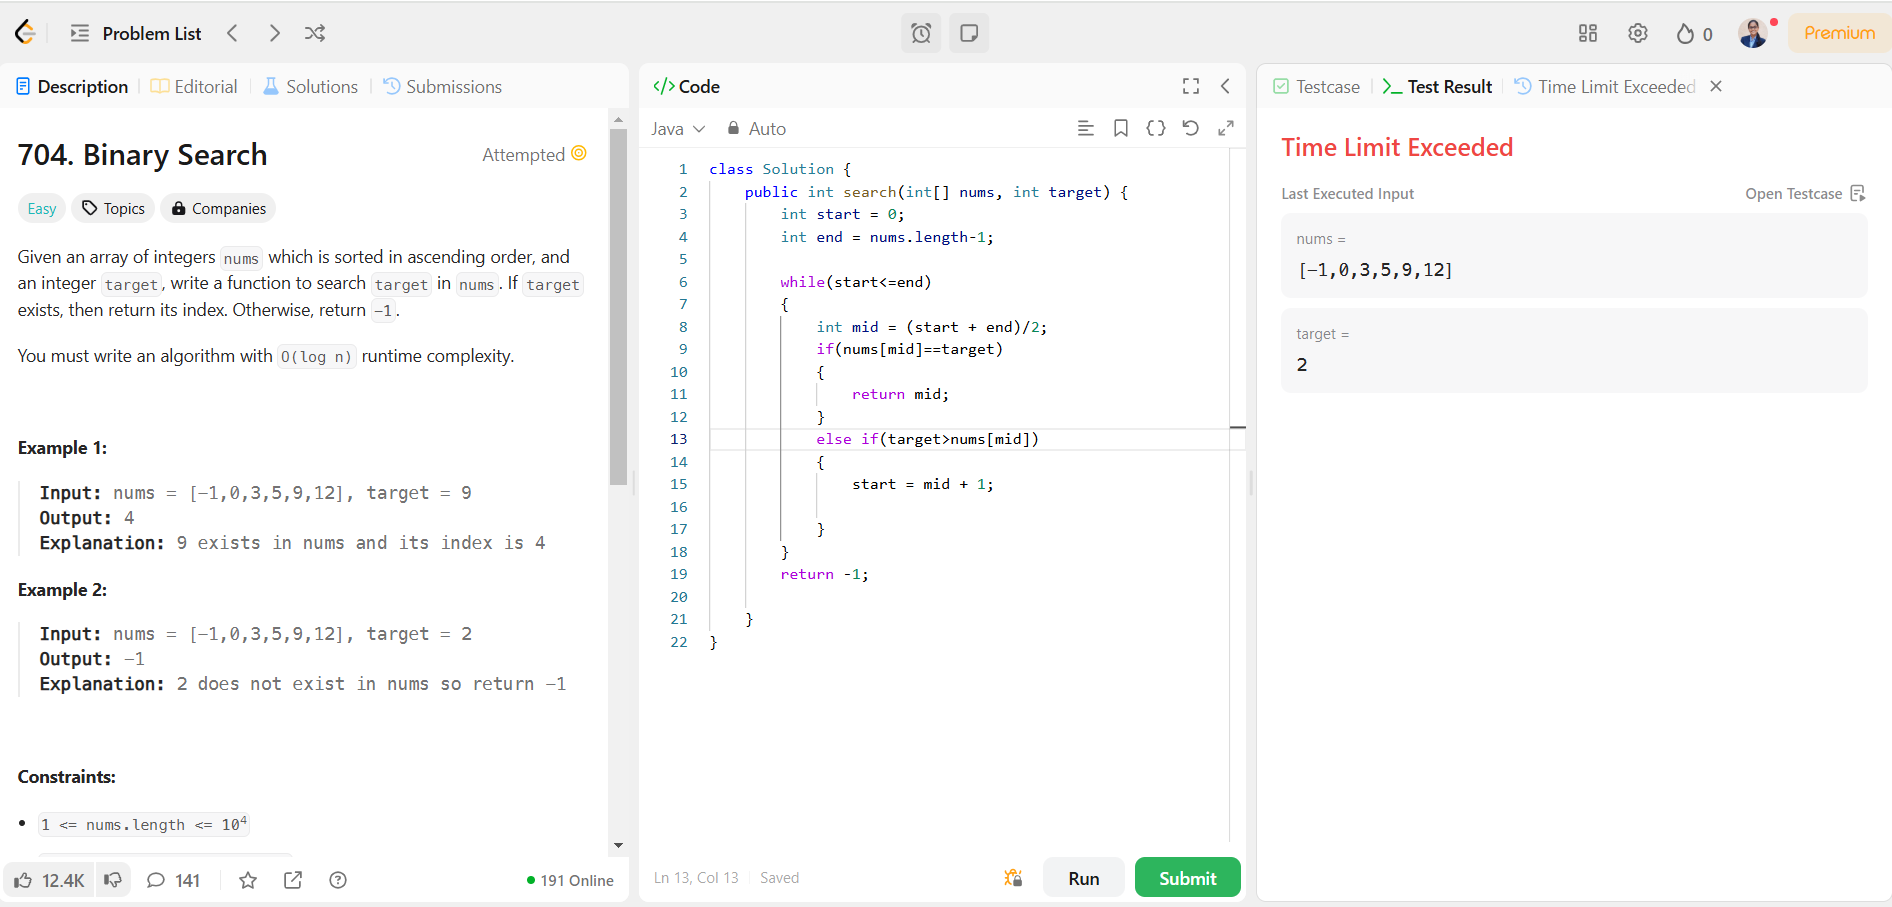 Problem List
0
Premium
Description
Editorial
Solutions
Submissions
704. Binary Search
Attempted
Easy
Topics
Companies
Given an array of integers nums which is sorted in ascending order, and
an integer target, write a function to search target in nums. If target
exists, then return its index. Otherwise, return -1.
You must write an algorithm with O(log n) runtime complexity.
Example 1:
Input: nums = [-1,0,3,5,9,12], target = 9
Output: 4
Explanation: 9 exists in nums and its index is 4
Example 2:
Input: nums = [-1,0,3,5,9,12], target = 2
Output: -1
Explanation: 2 does not exist in nums so return -1
Constraints:
• 1 <= nums.length <= 10⁴
12.4K
141
191 Online
</> Code
Java
Auto
1 class Solution {
2     public int search(int[] nums, int target) {
3         int start = 0;
4         int end = nums.length-1;
5
6         while(start<=end)
7         {
8             int mid = (start + end)/2;
9             if(nums[mid]==target)
10             {
11                 return mid;
12             }
13             else if(target>nums[mid])
14             {
15                 start = mid + 1;
16
17             }
18         }
19         return -1;
20
21     }
22 }
Ln 13, Col 13
Saved
Run
Submit
Testcase
Test Result
Time Limit Exceeded
Time Limit Exceeded
Last Executed Input
Open Testcase
nums =
[-1,0,3,5,9,12]
target =
2